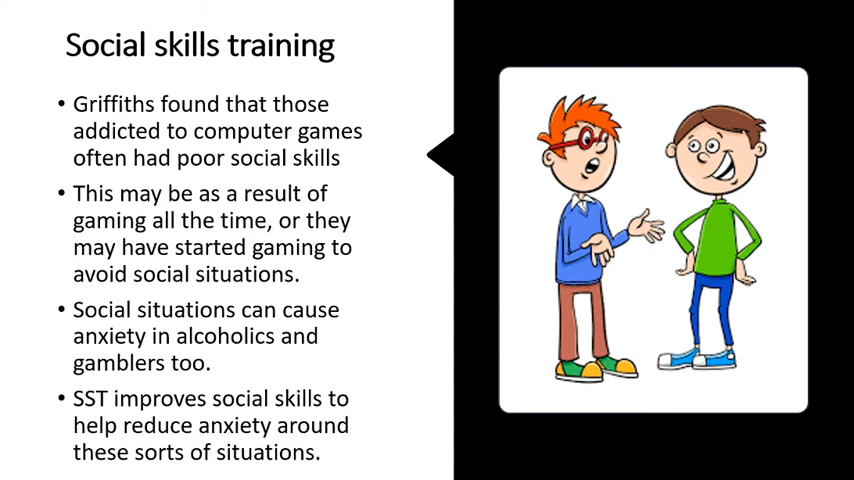 Social skills training
• Griffiths found that those
addicted to computer games
often had poor social skills
• This may be as a result of
gaming all the time, or they
may have started gaming to
avoid social situations.
• Social situations can cause
anxiety in alcoholics and
gamblers too.
• SST improves social skills to
help reduce anxiety around
these sorts of situations.